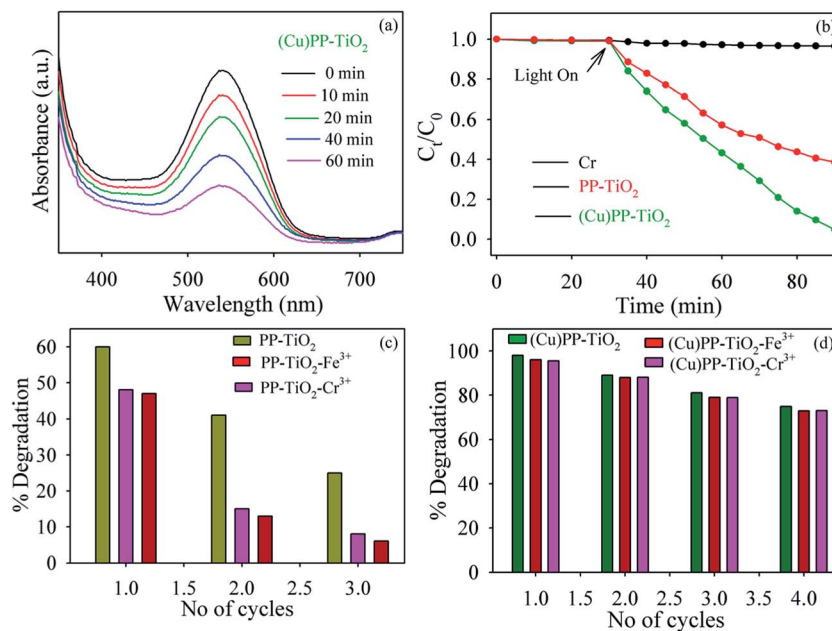 (a)
(Cu)PP-TiO₂
0 min
10 min
20 min
40 min
60 min
Absorbance (a.u.)
400 500 600 700
Wavelength (nm)
(b)
1.0
0.8
0.6
0.4
0.2
0.0
Light On
Cr
PP-TiO₂
(Cu)PP-TiO₂
Cₜ/C₀
0 20 40 60 80
Time (min)
(c)
PP-TiO₂
PP-TiO₂-Fe³⁺
PP-TiO₂-Cr³⁺
60
50
40
30
20
10
0
% Degradation
1.0 1.5 2.0 2.5 3.0
No of cycles
(d)
(Cu)PP-TiO₂
(Cu)PP-TiO₂-Fe³⁺
(Cu)PP-TiO₂-Cr³⁺
100
80
60
40
20
0
% Degradation
1.0 1.5 2.0 2.5 3.0 3.5 4.0
No of cycles